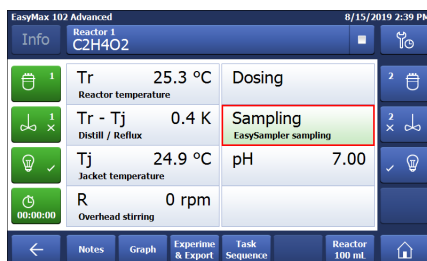 EasyMax 102 Advanced
8/15/2019 2:39 PM
Info
Reactor 1
C2H4O2
1
Tr 25.3 °C
Reactor temperature
Dosing
2
1
Tr - Tj 0.4 K
Distill / Reflux
Sampling
EasySampler sampling
2
Tj 24.9 °C
Jacket temperature
pH 7.00
00:00:00
R 0 rpm
Overhead stirring
Notes
Graph
Experime
& Export
Task
Sequence
Reactor
100 mL